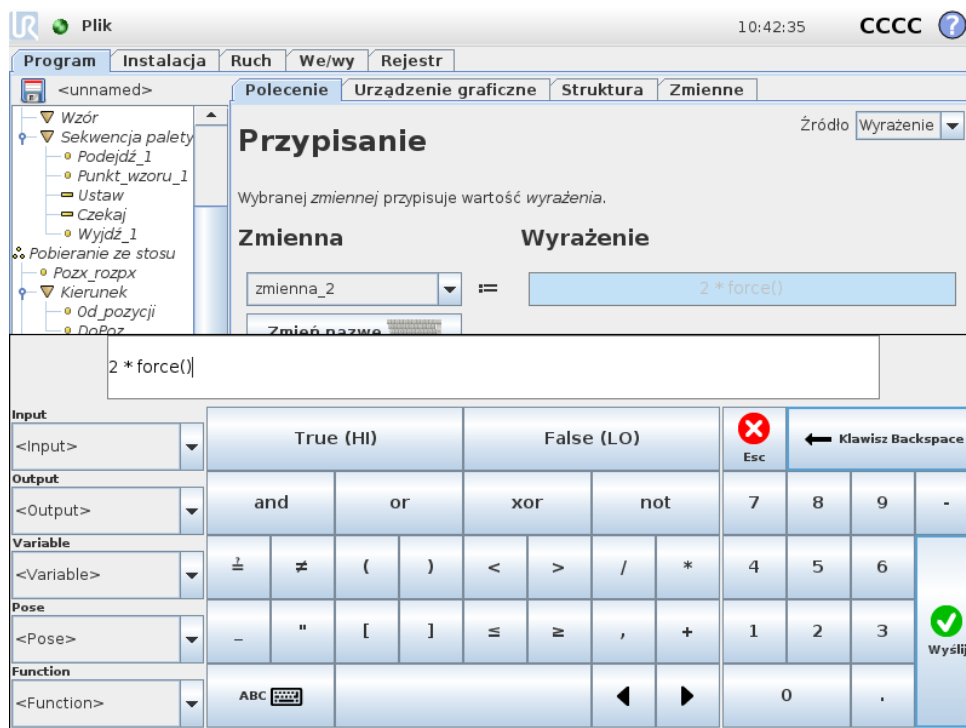 UR Plik 10:42:35 CCCC ?
Program Instalacja Ruch We/wy Rejestr
<unnamed> Polecenie Urządzenie graficzne Struktura Zmienne
Wzór
Sekwencja palety
Podejdź_1
Punkt_wzoru_1
Ustaw
Czekaj
Wyjdź_1
Pobieranie ze stosu
Pozx_rozpx
Kierunek
Od_pozycji
DoPoz
Przypisanie
Źródło Wyrażenie
Wybranej zmiennej przypisuje wartość wyrażenia.
Zmienna Wyrażenie
zmienna_2 := 2 * force()
Zmień nazwę
2 * force()
Input
<Input>
Output
<Output>
Variable
<Variable>
Pose
<Pose>
Function
<Function>
True (HI) False (LO) Esc Klawisz Backspace
and or xor not 7 8 9 -
≟ ≠ ( ) < > / * 4 5 6
_ " [ ] ≤ ≥ , + 1 2 3 Wyślij
ABC 0 .